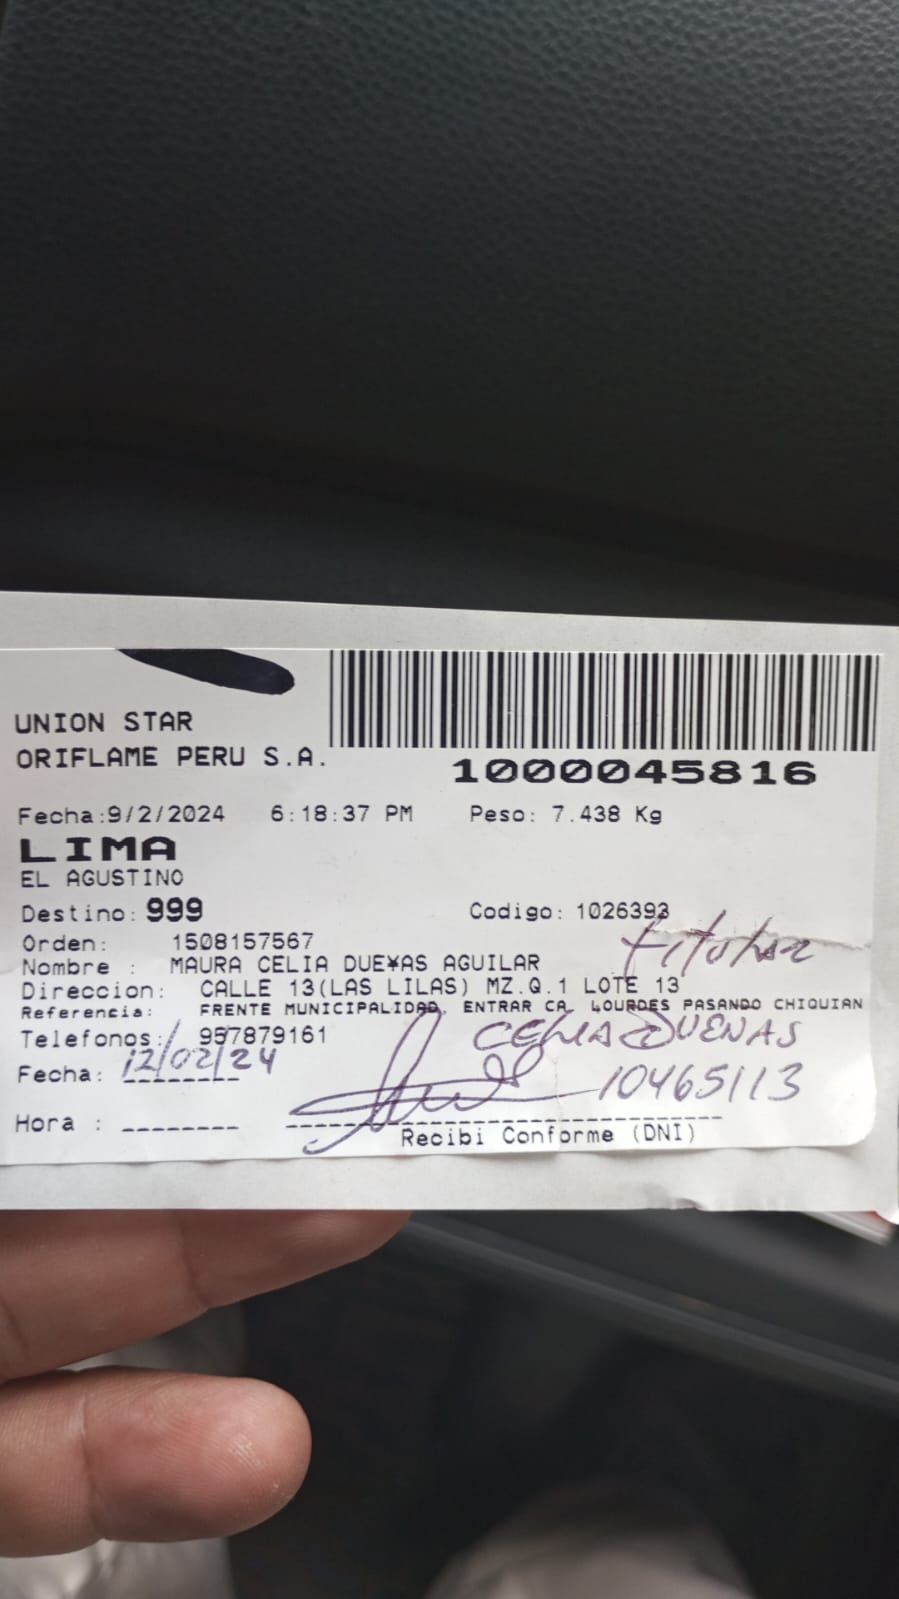 UNION STAR
ORIFLAME PERU S.A.
1000045816
Fecha:9/2/2024 6:18:37 PM Peso: 7.438 Kg
LIMA
EL AGUSTINO
Destino: 999 Codigo: 1026393
Orden: 1508157567
titular
Nombre : MAURA CELIA DUE¥AS AGUILAR
Direccion: CALLE 13(LAS LILAS) MZ.Q.1 LOTE 13
Referencia: FRENTE MUNICIPALIDAD, ENTRAR CA. LOURDES PASANDO CHIQUIAN
Telefonos: 957879161 CELIA DUEÑAS
Fecha: 12/02/24 10465113
Hora : ________
Recibi Conforme (DNI)